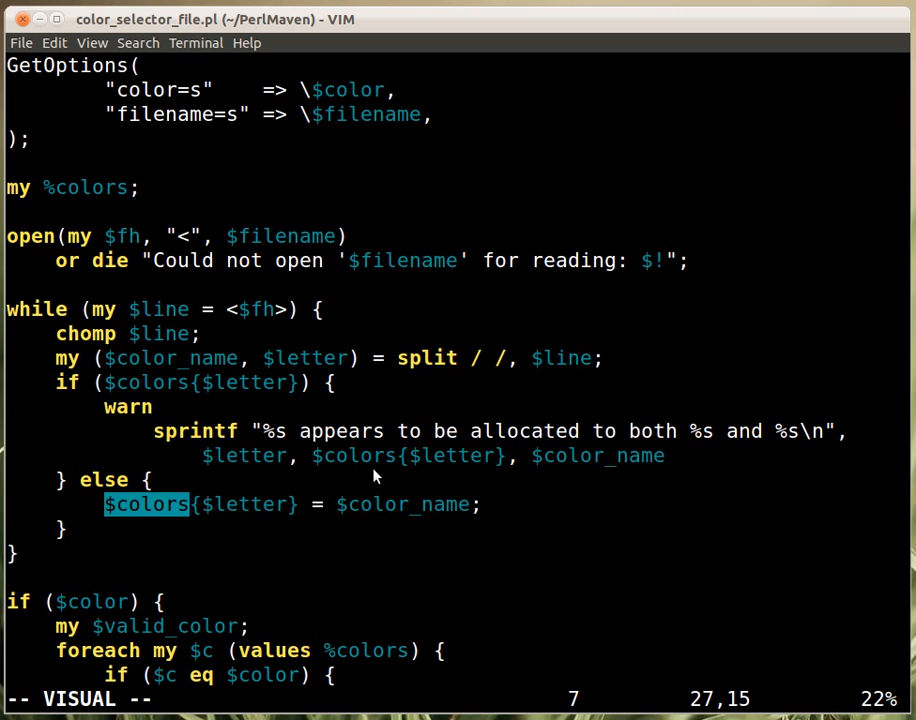 color_selector_file.pl (~/PerlMaven) - VIM
File Edit View Search Terminal Help
GetOptions(
        "color=s"    => \$color,
        "filename=s" => \$filename,
);
my %colors;
open(my $fh, "<", $filename)
    or die "Could not open '$filename' for reading: $!";
while (my $line = <$fh>) {
    chomp $line;
    my ($color_name, $letter) = split / /, $line;
    if ($colors{$letter}) {
        warn
            sprintf "%s appears to be allocated to both %s and %s\n",
                $letter, $colors{$letter}, $color_name
    } else {
        $colors{$letter} = $color_name;
    }
}
if ($color) {
    my $valid_color;
    foreach my $c (values %colors) {
        if ($c eq $color) {
-- VISUAL -- 7 27,15 22%